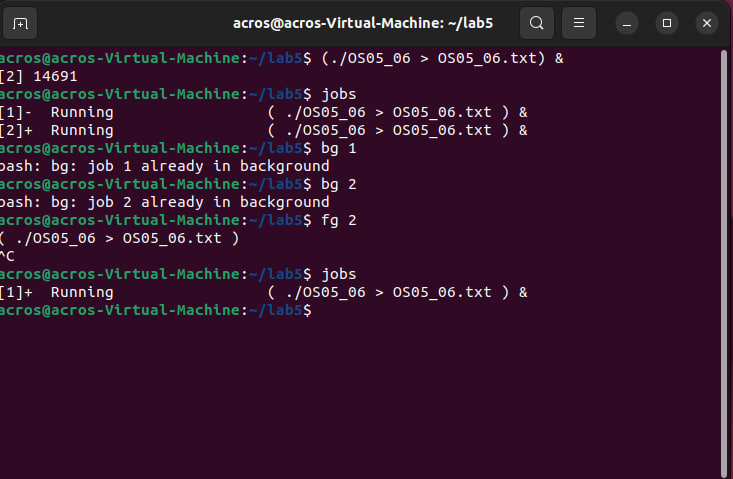 acros@acros-Virtual-Machine: ~/lab5
acros@acros-Virtual-Machine:~/lab5$ (./OS05_06 > OS05_06.txt) &
[2] 14691
acros@acros-Virtual-Machine:~/lab5$ jobs
[1]-  Running                 ( ./OS05_06 > OS05_06.txt ) &
[2]+  Running                 ( ./OS05_06 > OS05_06.txt ) &
acros@acros-Virtual-Machine:~/lab5$ bg 1
bash: bg: job 1 already in background
acros@acros-Virtual-Machine:~/lab5$ bg 2
bash: bg: job 2 already in background
acros@acros-Virtual-Machine:~/lab5$ fg 2
( ./OS05_06 > OS05_06.txt )
^C
acros@acros-Virtual-Machine:~/lab5$ jobs
[1]+  Running                 ( ./OS05_06 > OS05_06.txt ) &
acros@acros-Virtual-Machine:~/lab5$